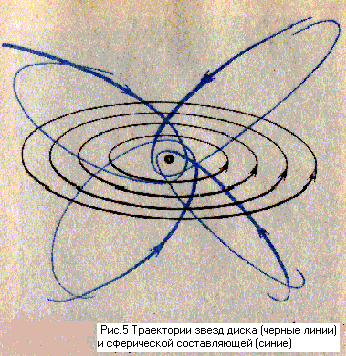 Рис.5 Траектории звезд диска (черные линии)
и сферической составляющей (синие)